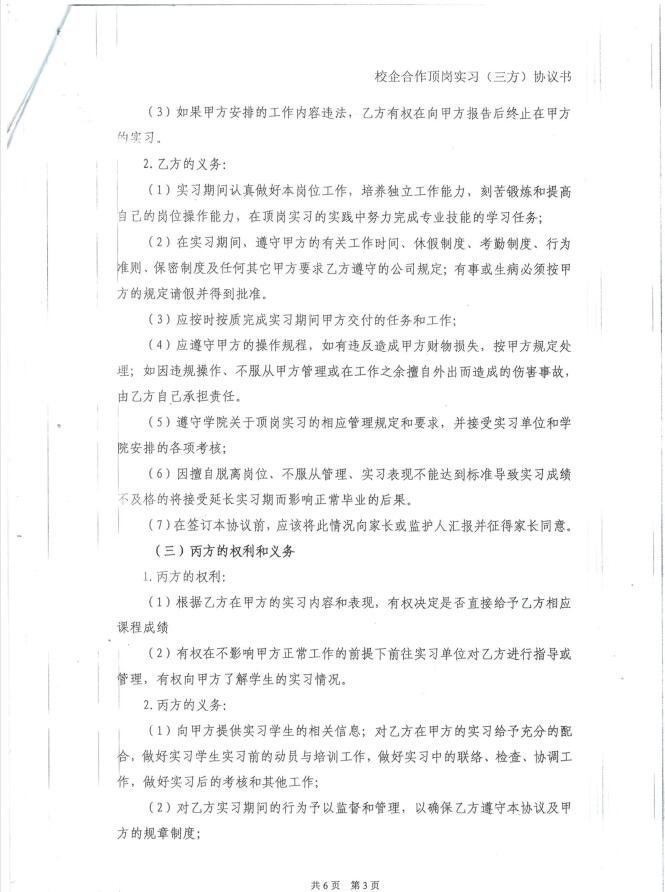 校企合作顶岗实习（三方）协议书
（3）如果甲方安排的工作内容违法，乙方有权在向甲方报告后终止在甲方
的实习。
2.乙方的义务：
（1）实习期间认真做好本岗位工作，培养独立工作能力，刻苦锻炼和提高
自己的岗位操作能力，在顶岗实习的实践中努力完成专业技能的学习任务；
（2）在实习期间，遵守甲方的有关工作时间、休假制度、考勤制度、行为
准则、保密制度及任何其它甲方要求乙方遵守的公司规定；有事或生病必须按甲
方的规定请假并得到批准。
（3）应按时按质完成实习期间甲方交付的任务和工作；
（4）应遵守甲方的操作规程，如有违反造成甲方财物损失，按甲方规定处
理；如因违规操作、不服从甲方管理或在工作之余擅自外出而造成的伤害事故，
由乙方自己承担责任。
（5）遵守学院关于顶岗实习的相应管理规定和要求，并接受实习单位和学
院安排的各项考核；
（6）因擅自脱离岗位、不服从管理、实习表现不能达到标准导致实习成绩
不及格的将接受延长实习期而影响正常毕业的后果。
（7）在签订本协议前，应该将此情况向家长或监护人汇报并征得家长同意。
（三）丙方的权利和义务
1.丙方的权利：
（1）根据乙方在甲方的实习内容和表现，有权决定是否直接给予乙方相应
课程成绩
（2）有权在不影响甲方正常工作的前提下前往实习单位对乙方进行指导或
管理，有权向甲方了解学生的实习情况。
2.丙方的义务：
（1）向甲方提供实习学生的相关信息；对乙方在甲方的实习给予充分的配
合，做好实习学生实习前的动员与培训工作，做好实习中的联络、检查、协调工
作，做好实习后的考核和其他工作；
（2）对乙方实习期间的行为予以监督和管理，以确保乙方遵守本协议及甲
方的规章制度；
共6页 第3页